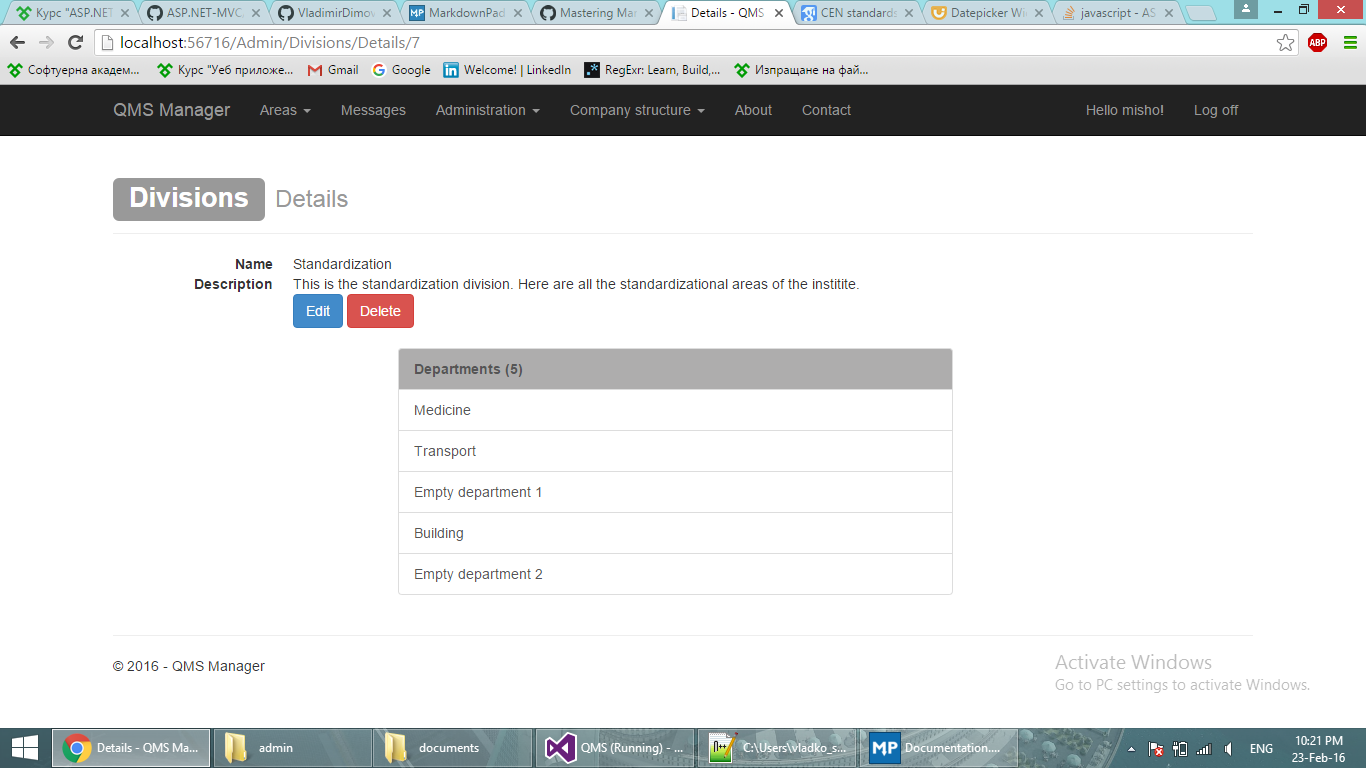 Курс "ASP.NET
ASP.NET-MVC
VladimirDimov
MarkdownPad
Mastering Mar
Details - QMS
CEN standards
Datepicker Wi
javascript - AS
localhost:56716/Admin/Divisions/Details/7
ABP
Софтуерна академ...
Курс "Уеб приложе...
Gmail
Google
Welcome! | LinkedIn
RegExr: Learn, Build,...
Изпращане на фай...
QMS Manager
Areas
Messages
Administration
Company structure
About
Contact
Hello misho!
Log off
Divisions Details
Name Standardization
Description This is the standardization division. Here are all the standardizational areas of the institite.
Edit Delete
Departments (5)
Medicine
Transport
Empty department 1
Building
Empty department 2
© 2016 - QMS Manager
Activate Windows
Go to PC settings to activate Windows.
Details - QMS Ma...
admin
documents
QMS (Running) - ...
C:\Users\vladko_s...
MP
Documentation....
ENG
10:21 PM
23-Feb-16